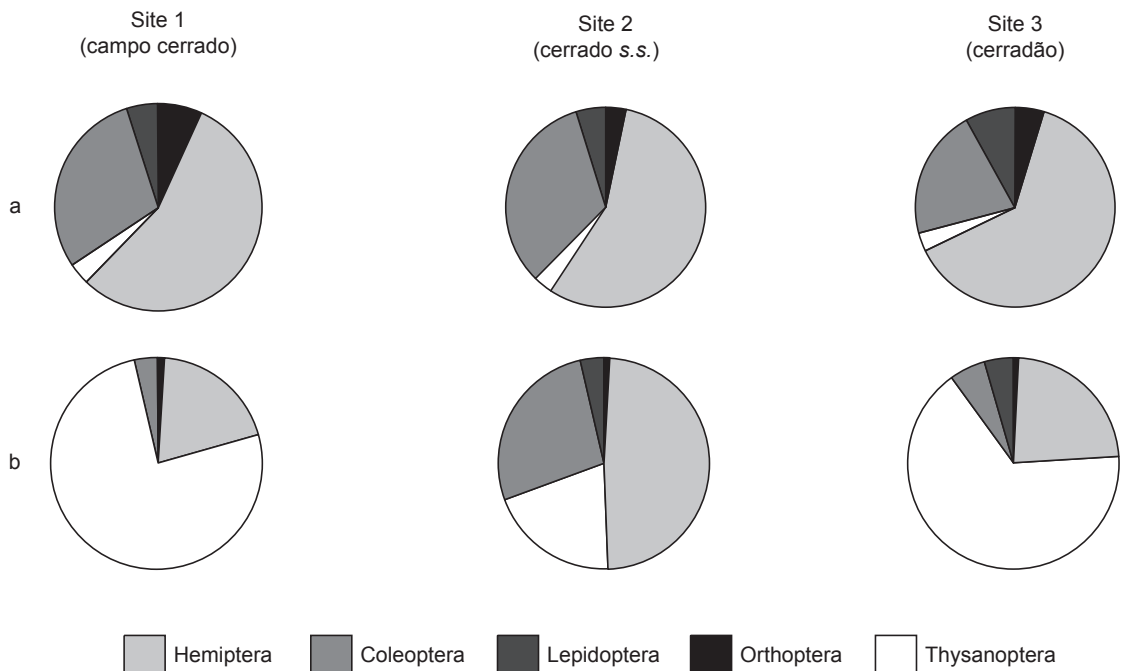 Site 1
(campo cerrado)
Site 2
(cerrado s.s.)
Site 3
(cerradão)
a
b
Hemiptera
Coleoptera
Lepidoptera
Orthoptera
Thysanoptera